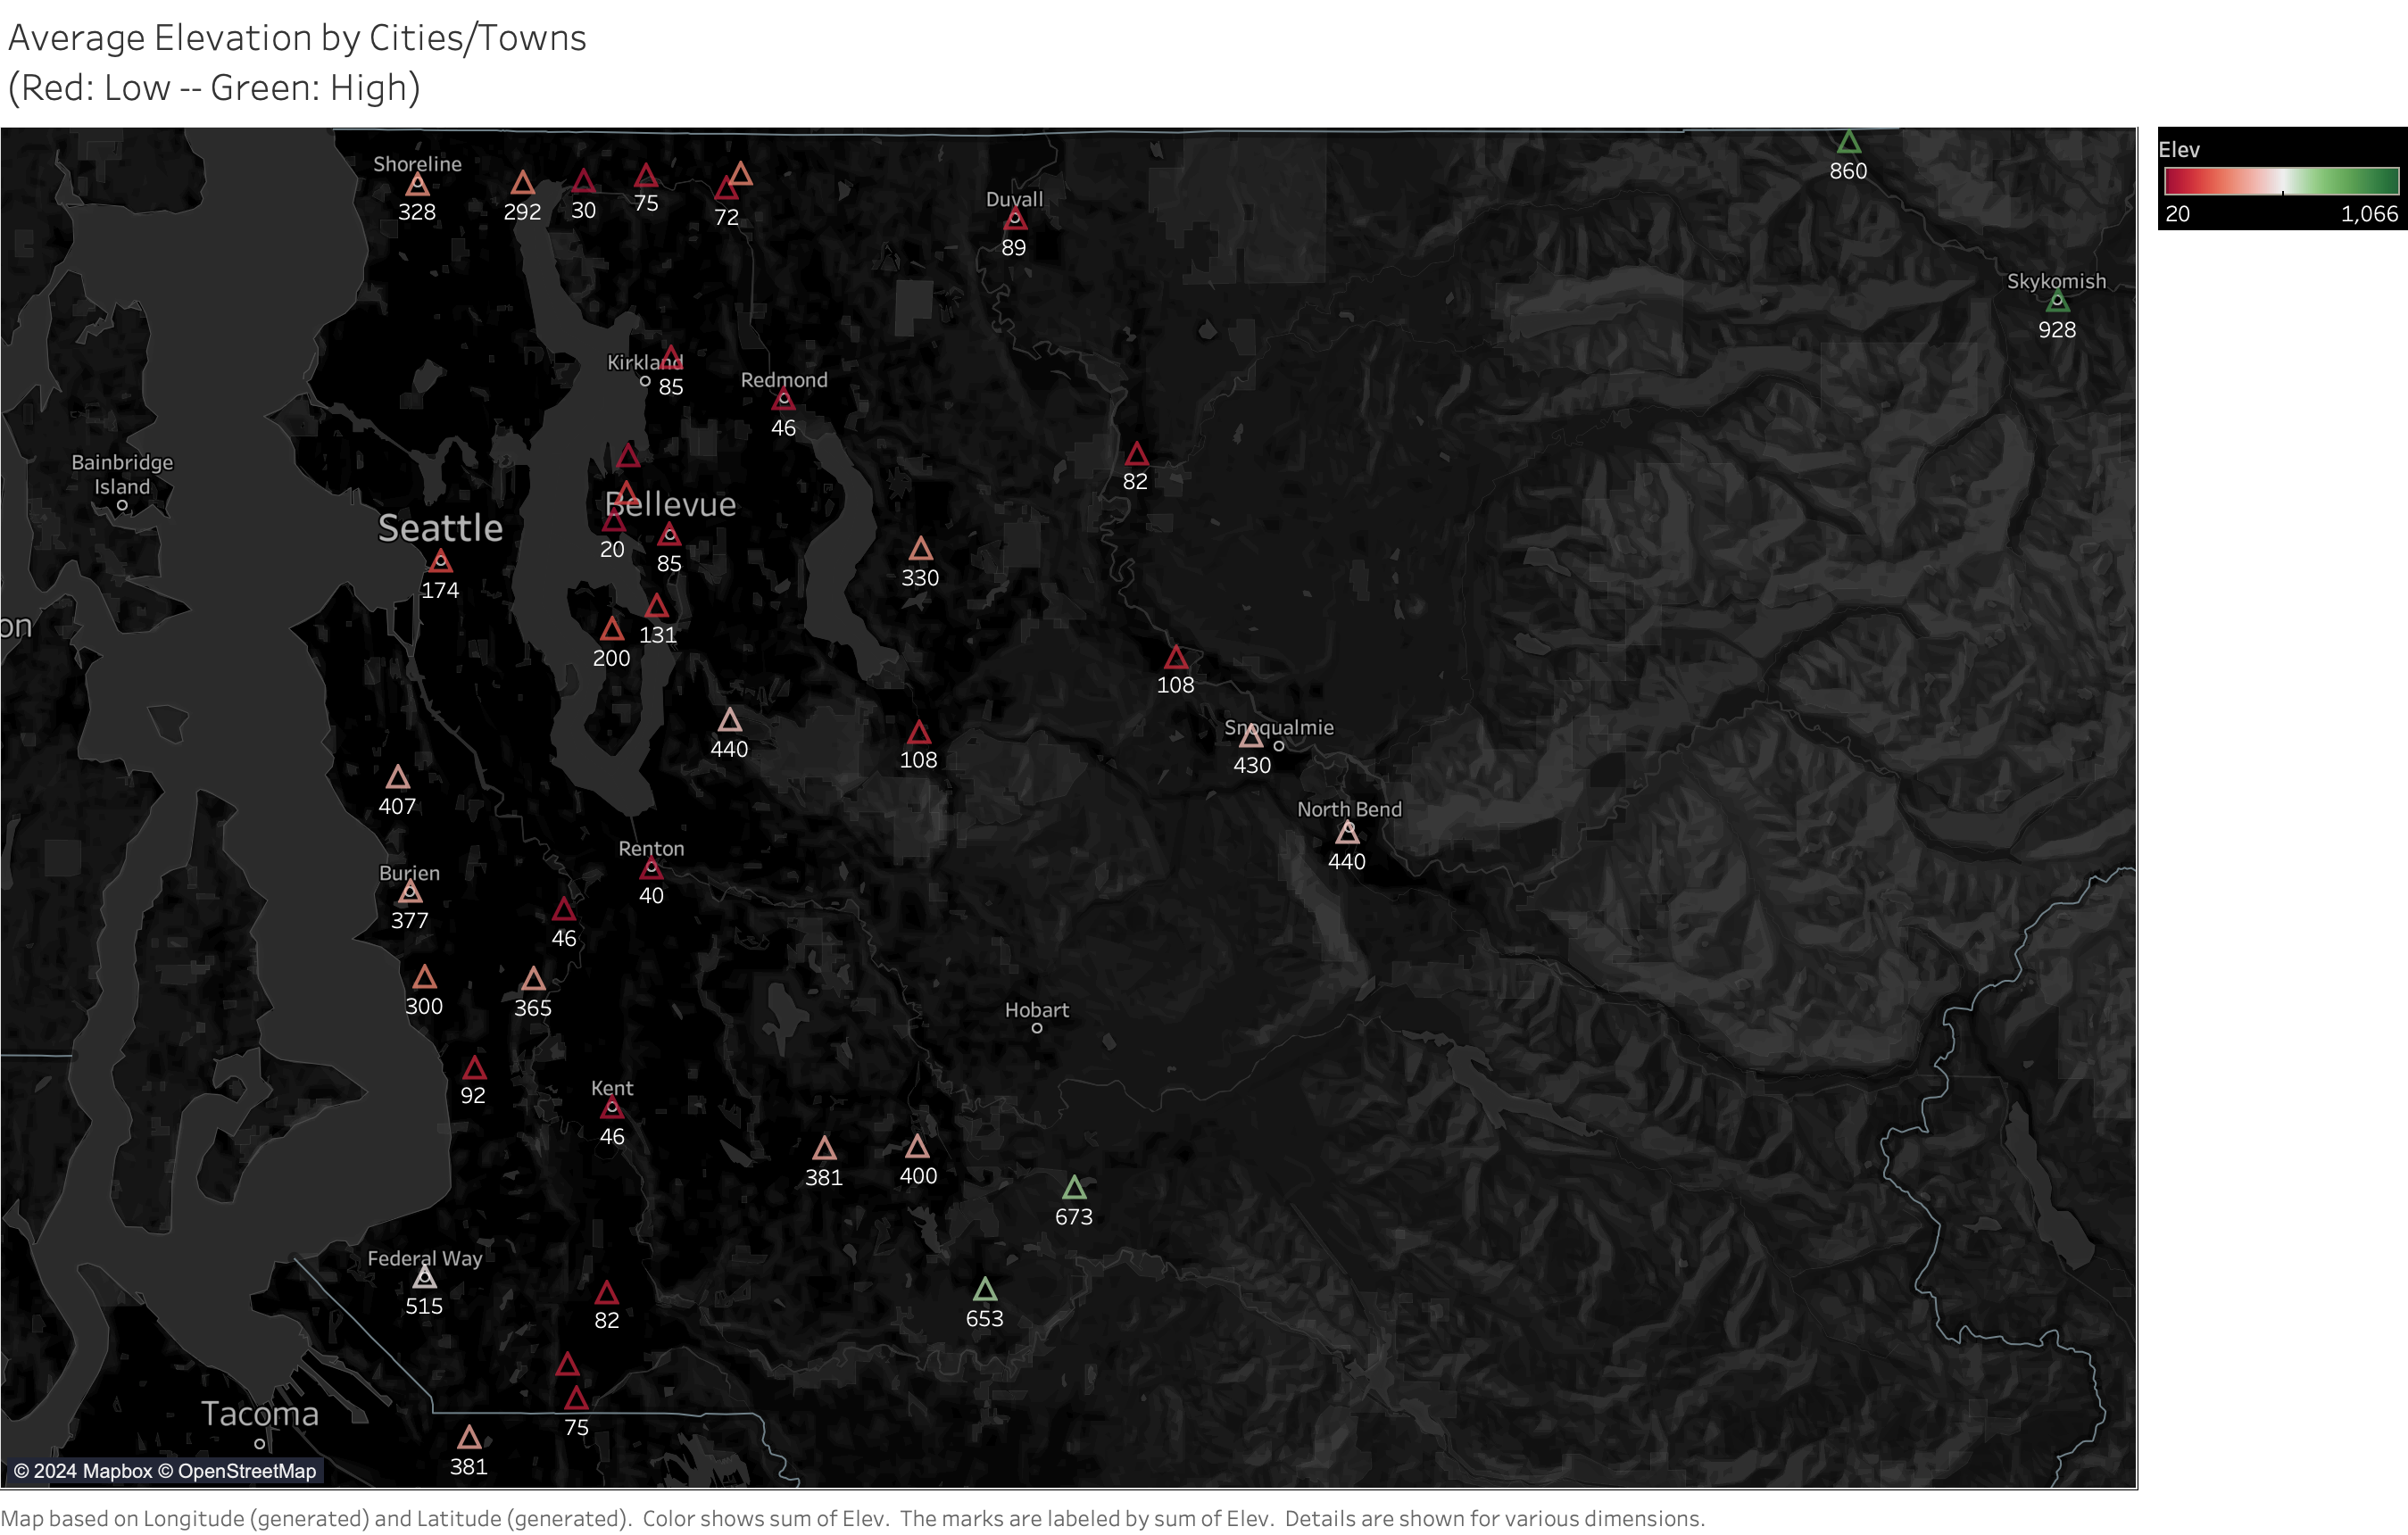 Average Elevation by Cities/Towns
(Red: Low -- Green: High)
Elev
20 1,066
Shoreline
328
292
30
75
72
Duvall
89
860
Skykomish
928
Kirkland
85
Redmond
46
Bainbridge
Island
82
Bellevue
Seattle
20
85
174
330
on
131
200
108
440
108
Snoqualmie
430
407
North Bend
440
Renton
40
Burien
377
46
300
365
Hobart
92
Kent
46
381
400
673
Federal Way
515
82
653
Tacoma
75
381
© 2024 Mapbox © OpenStreetMap
Map based on Longitude (generated) and Latitude (generated).  Color shows sum of Elev.  The marks are labeled by sum of Elev.  Details are shown for various dimensions.